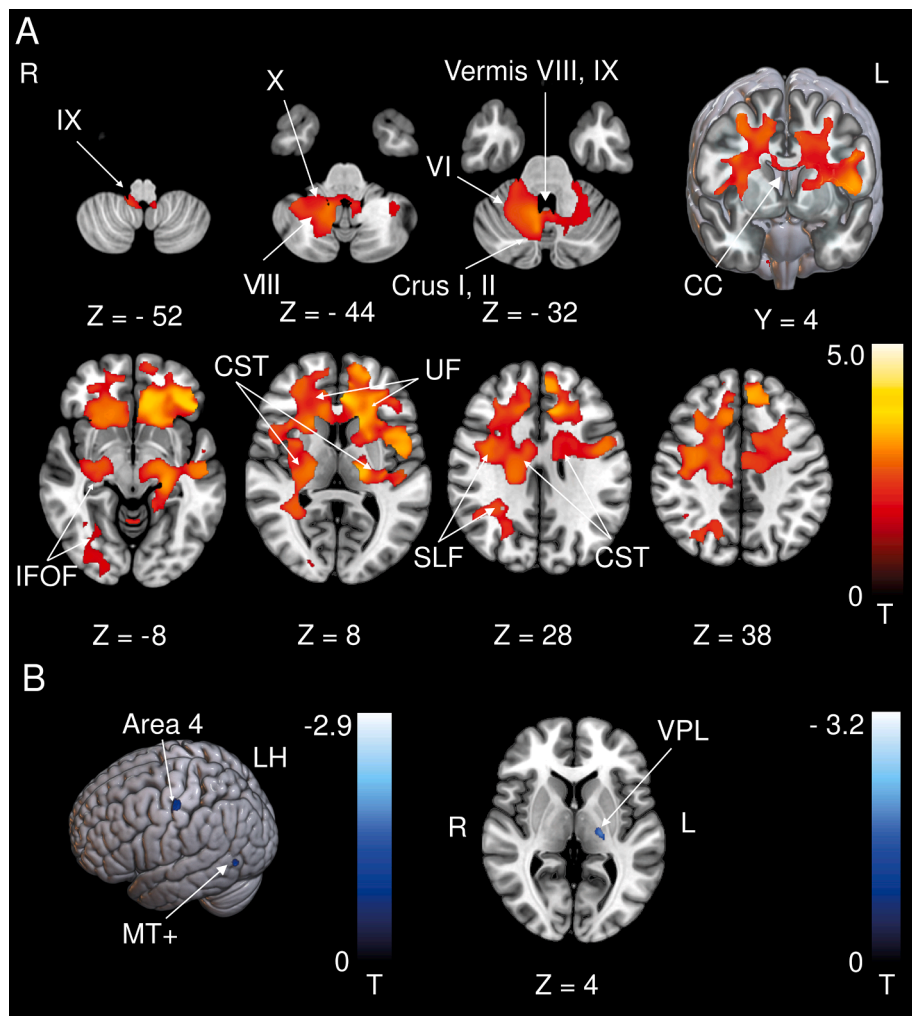 A
R
X
Vermis VIII, IX
L
IX
VI
VIII
Crus I, II
CC
Z = - 52
Z = - 44
Z = - 32
Y = 4
CST
UF
5.0
IFOF
SLF
CST
0
T
Z = -8
Z = 8
Z = 28
Z = 38
B
Area 4
LH
-2.9
VPL
- 3.2
R
L
MT+
0
T
Z = 4
0
T